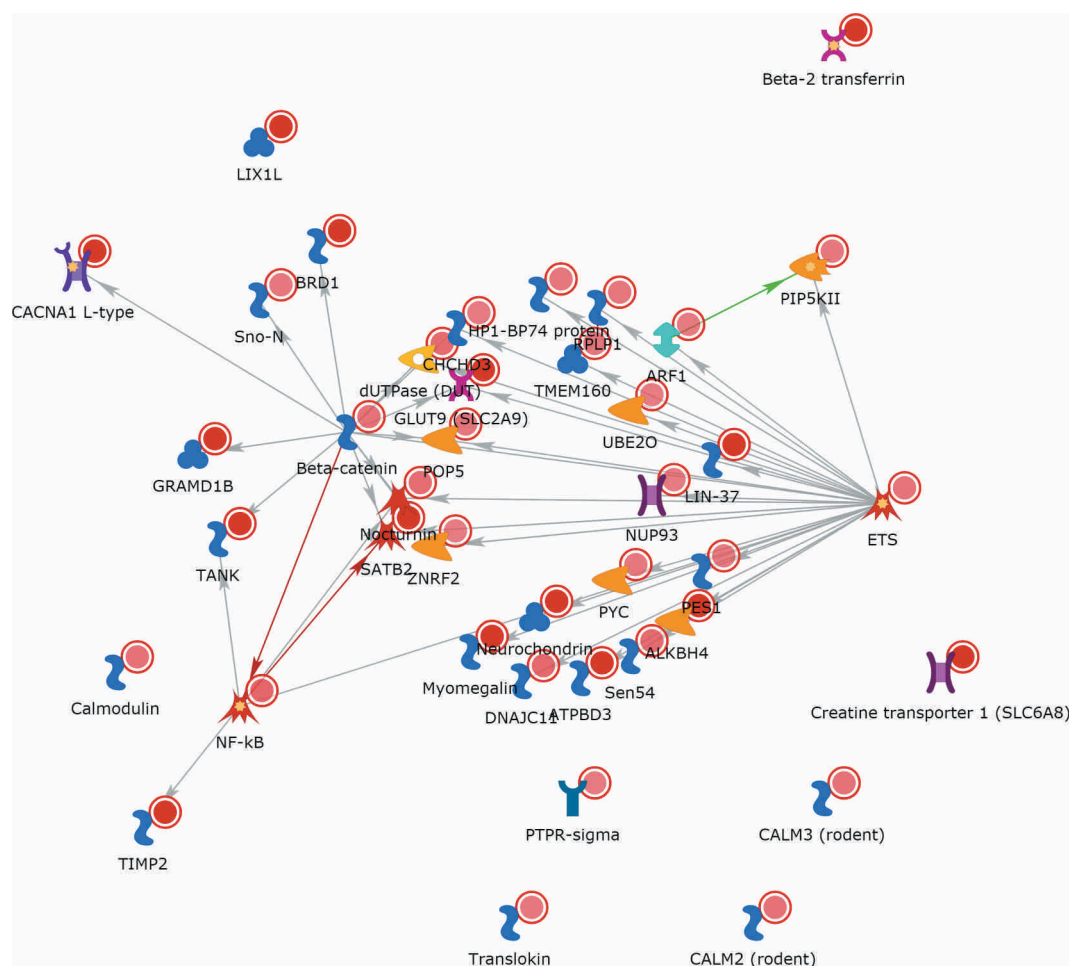 Beta-2 transferrin
LIX1L
BRD1
CACNA1 L-type
PIP5KII
Sno-N
HP1-BP74 protein
RPLP1
CHCHD3
ARF1
dUTPase (DUT)
TMEM160
GLUT9 (SLC2A9)
UBE2O
Beta-catenin
POP5
GRAMD1B
LIN-37
Nocturnin
NUP93
ETS
SATB2
ZNRF2
TANK
PYC
PES1
Neurochondrin
ALKBH4
Myomegalin
Sen54
Calmodulin
DNAJC11
ATPBD3
Creatine transporter 1 (SLC6A8)
NF-kB
PTPR-sigma
CALM3 (rodent)
TIMP2
Translokin
CALM2 (rodent)